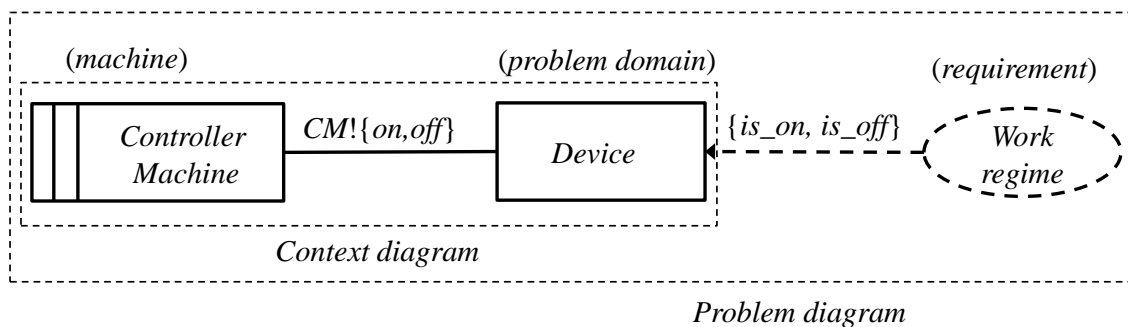 (machine)
(problem domain)
(requirement)
Controller
Machine
CM!{on,off}
Device
{is_on, is_off}
Work
regime
Context diagram
Problem diagram